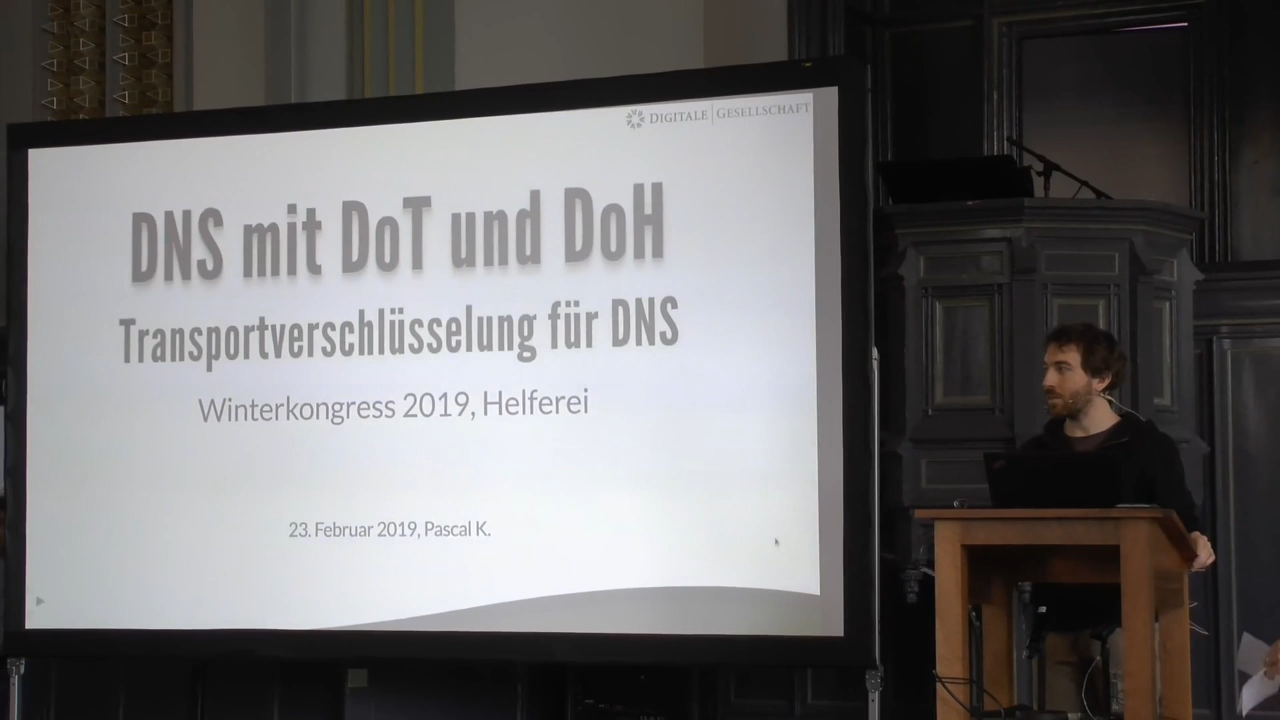 DIGITALE GESELLSCHAFT
DNS mit DoT und DoH
Transportverschlüsselung für DNS
Winterkongress 2019, Helferei
23. Februar 2019, Pascal K.